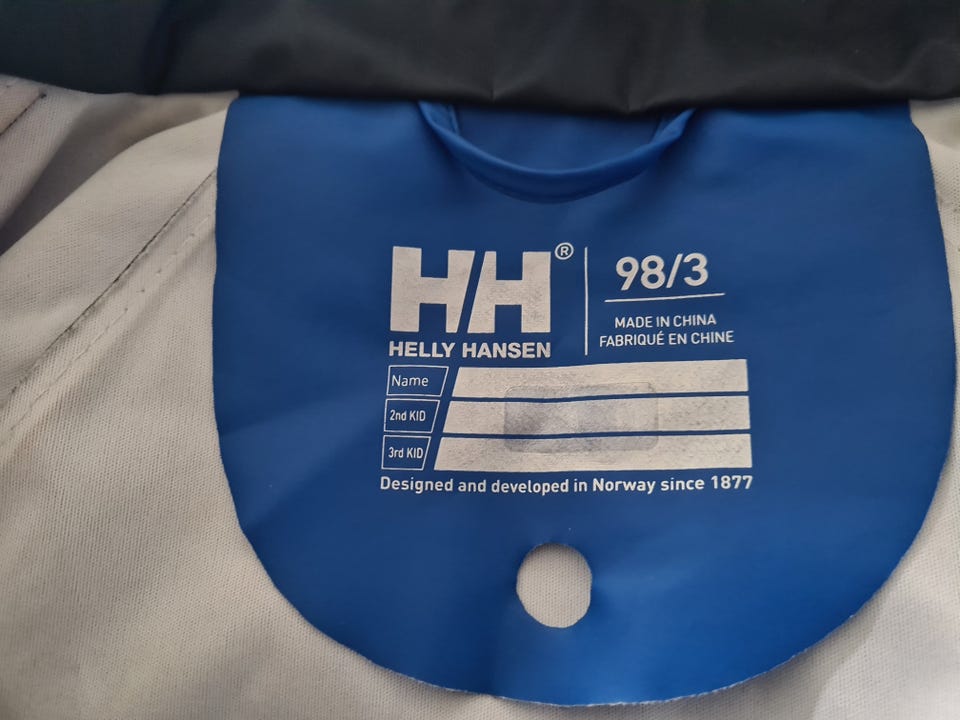 HH®
HELLY HANSEN
98/3
MADE IN CHINA
FABRIQUÉ EN CHINE
Name
2nd KID
3rd KID
Designed and developed in Norway since 1877